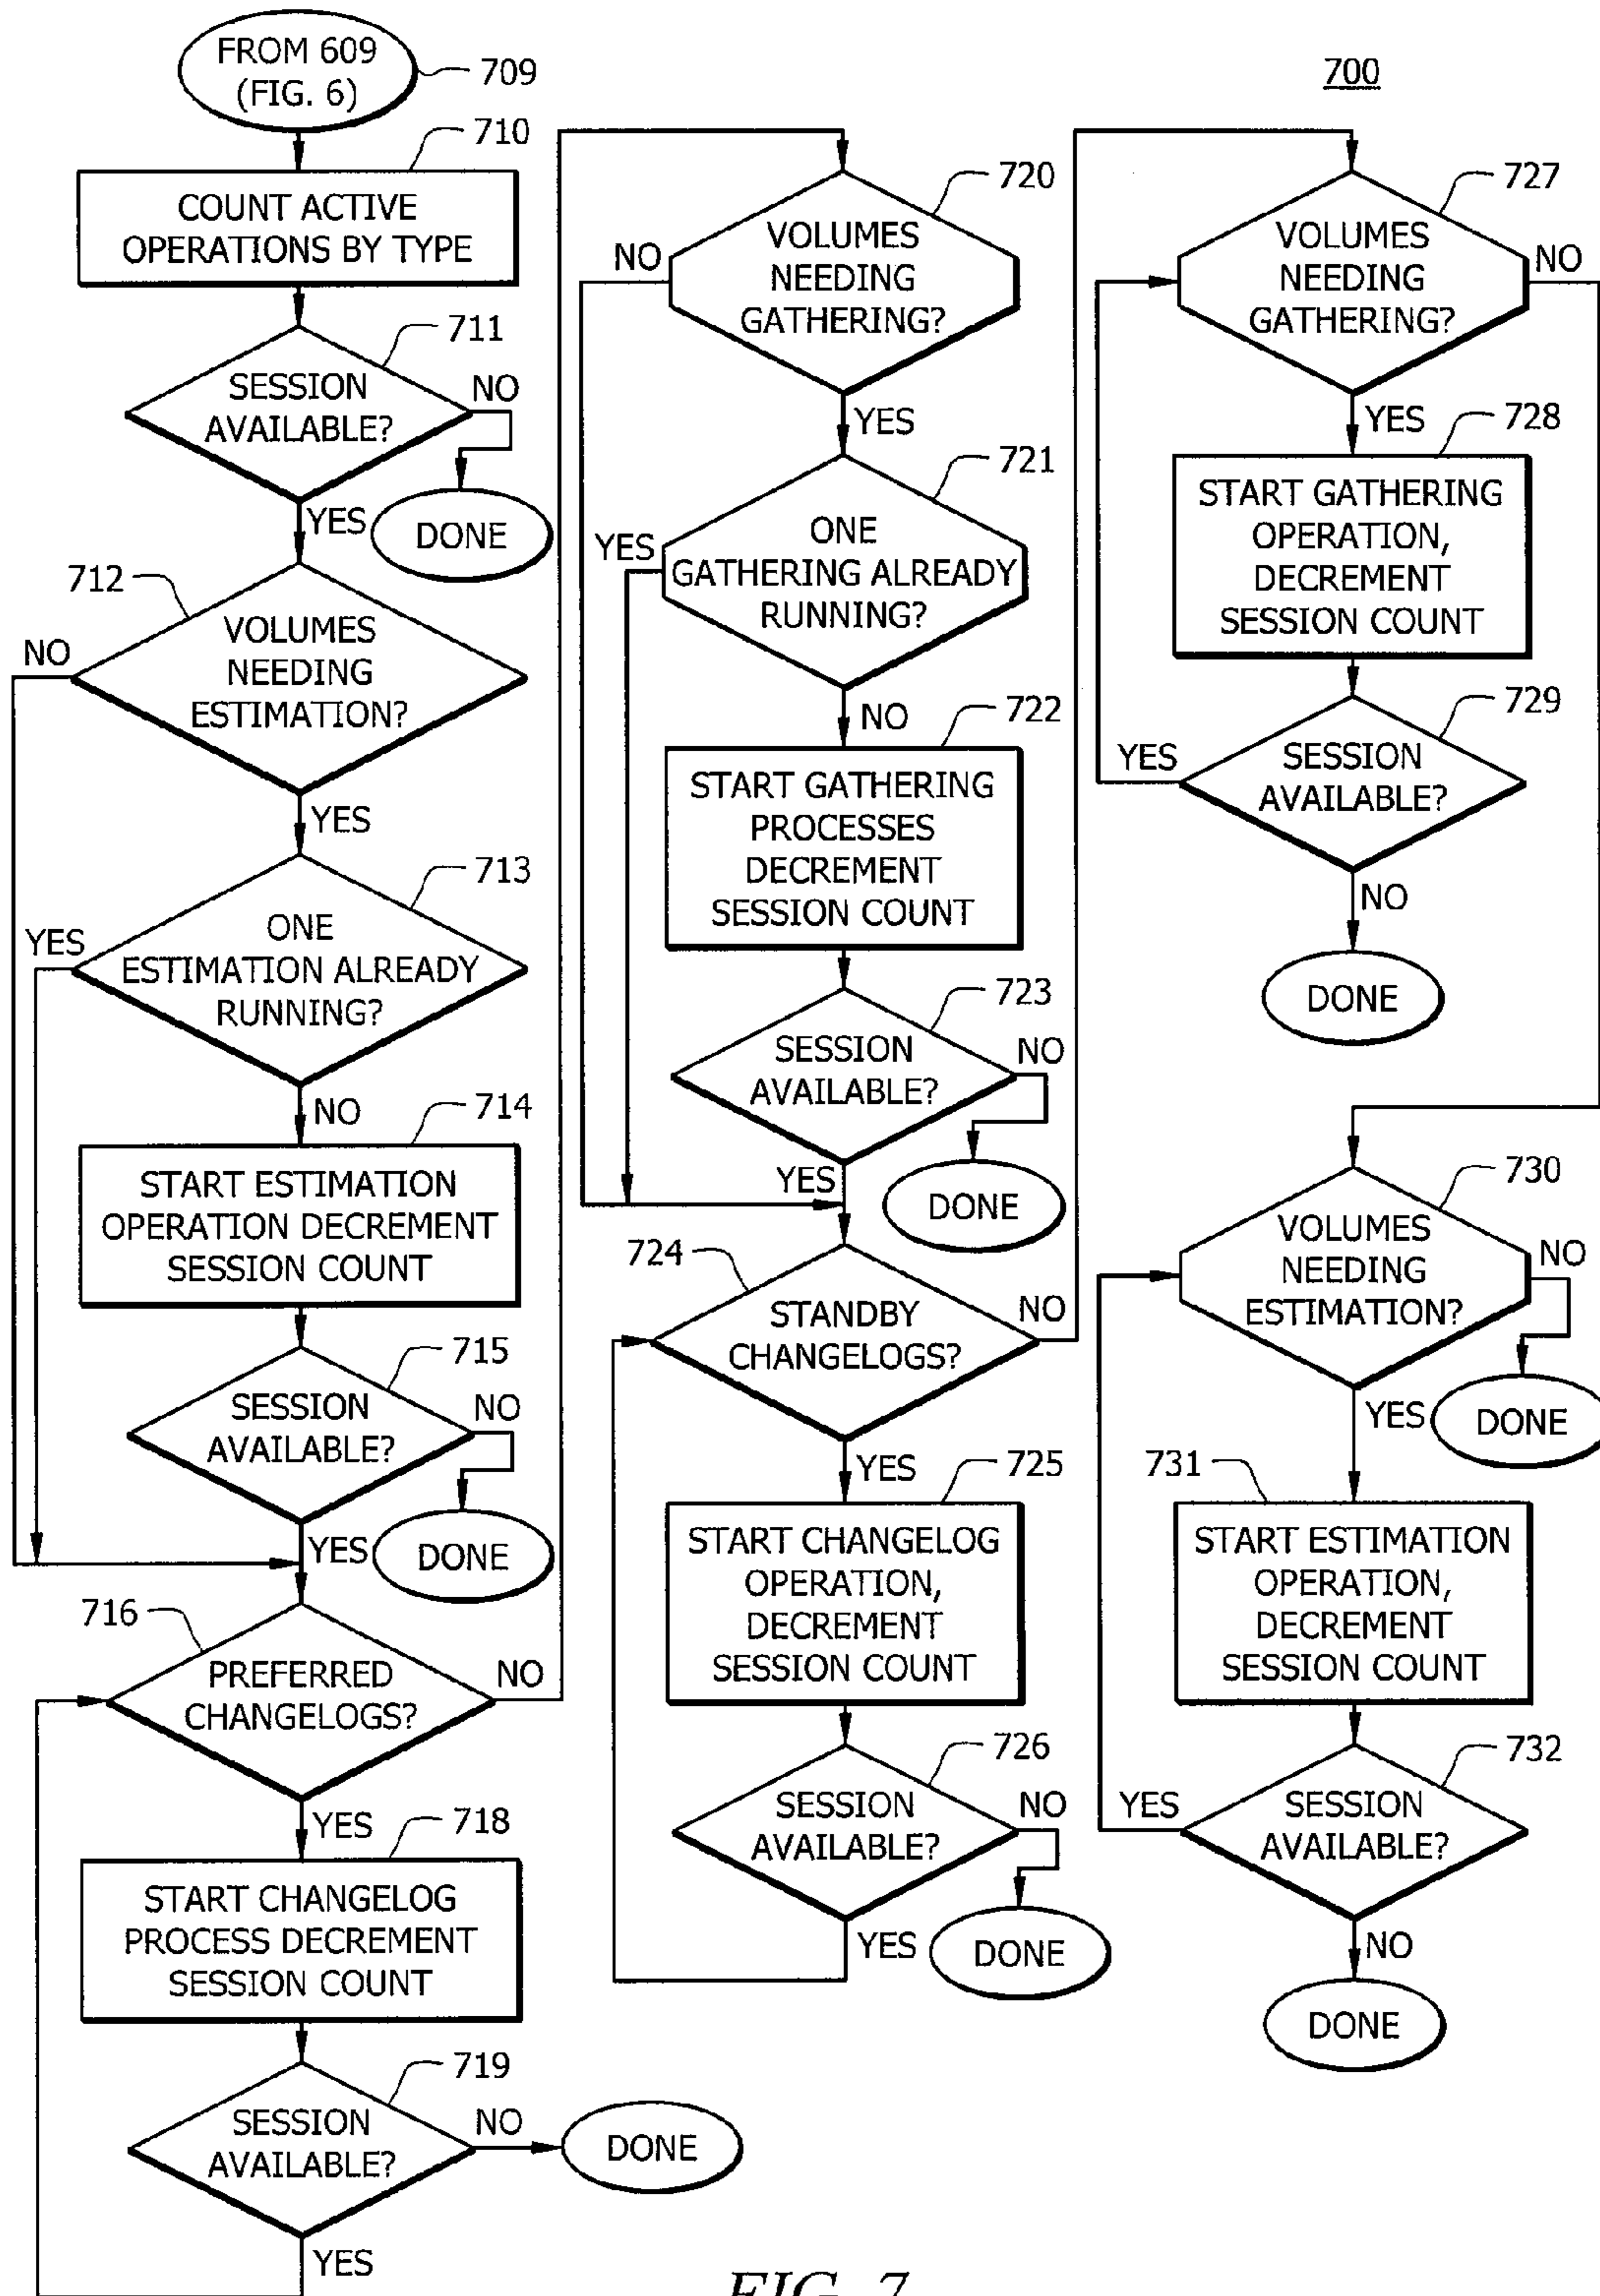 FROM 609
(FIG. 6)
709
710
COUNT ACTIVE
OPERATIONS BY TYPE
711
SESSION
AVAILABLE?
NO
DONE
YES
712
VOLUMES
NEEDING
ESTIMATION?
NO
YES
713
ONE
ESTIMATION ALREADY
RUNNING?
YES
NO
714
START ESTIMATION
OPERATION DECREMENT
SESSION COUNT
715
SESSION
AVAILABLE?
NO
DONE
YES
716
PREFERRED
CHANGELOGS?
NO
YES
718
START CHANGELOG
PROCESS DECREMENT
SESSION COUNT
719
SESSION
AVAILABLE?
NO
DONE
YES
720
VOLUMES
NEEDING
GATHERING?
NO
YES
721
ONE
GATHERING ALREADY
RUNNING?
YES
NO
722
START GATHERING
PROCESSES
DECREMENT
SESSION COUNT
723
SESSION
AVAILABLE?
NO
DONE
YES
724
STANDBY
CHANGELOGS?
NO
YES
725
START CHANGELOG
OPERATION,
DECREMENT
SESSION COUNT
726
SESSION
AVAILABLE?
NO
DONE
YES
700
727
VOLUMES
NEEDING
GATHERING?
NO
YES
728
START GATHERING
OPERATION,
DECREMENT
SESSION COUNT
729
SESSION
AVAILABLE?
YES
NO
DONE
730
VOLUMES
NEEDING
ESTIMATION?
NO
DONE
YES
731
START ESTIMATION
OPERATION,
DECREMENT
SESSION COUNT
732
SESSION
AVAILABLE?
YES
NO
DONE
FIG. 7